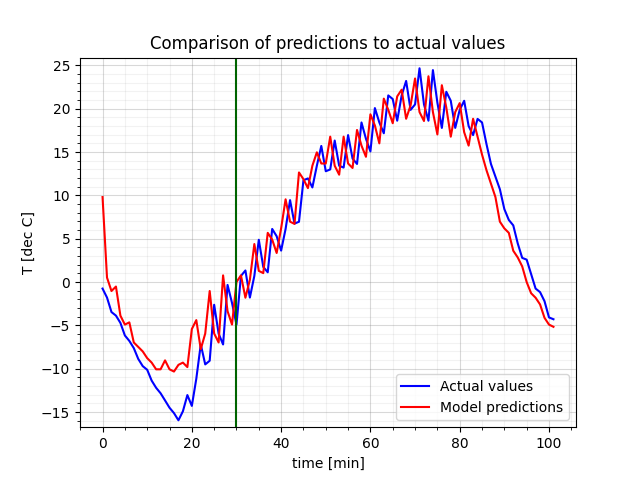 Comparison of predictions to actual values
25
20
15
10
5
0
−5
−10
−15
T [dec C]
0 20 40 60 80 100
time [min]
Actual values
Model predictions